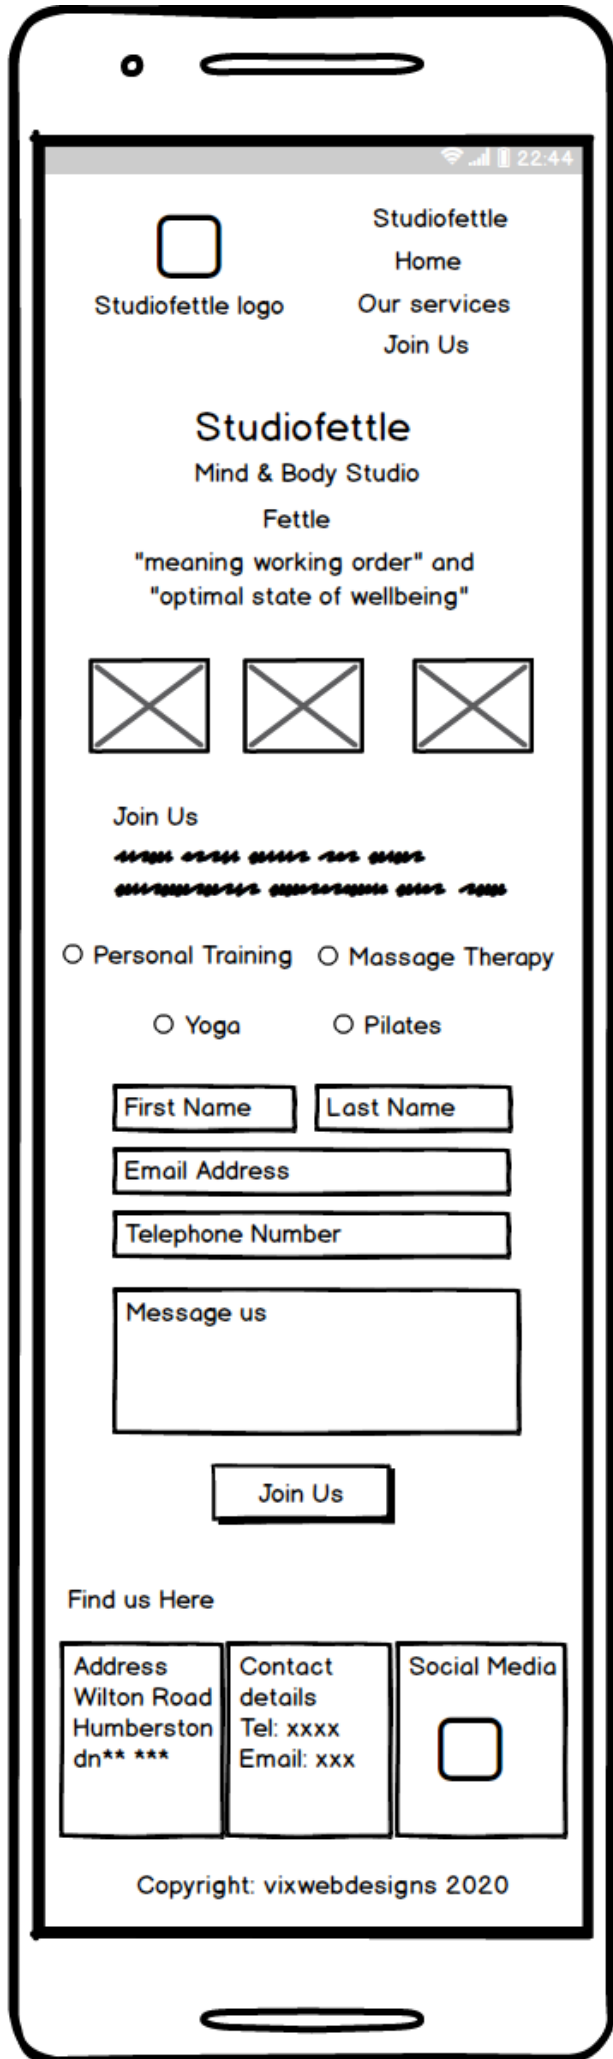 22:44
Studiofettle
Home
Studiofettle logo
Our services
Join Us
Studiofettle
Mind & Body Studio
Fettle
"meaning working order" and
"optimal state of wellbeing"
Join Us
Personal Training
Massage Therapy
Yoga
Pilates
First Name
Last Name
Email Address
Telephone Number
Message us
Join Us
Find us Here
Address
Wilton Road
Humberston
dn** ***
Contact
details
Tel: xxxx
Email: xxx
Social Media
Copyright: vixwebdesigns 2020